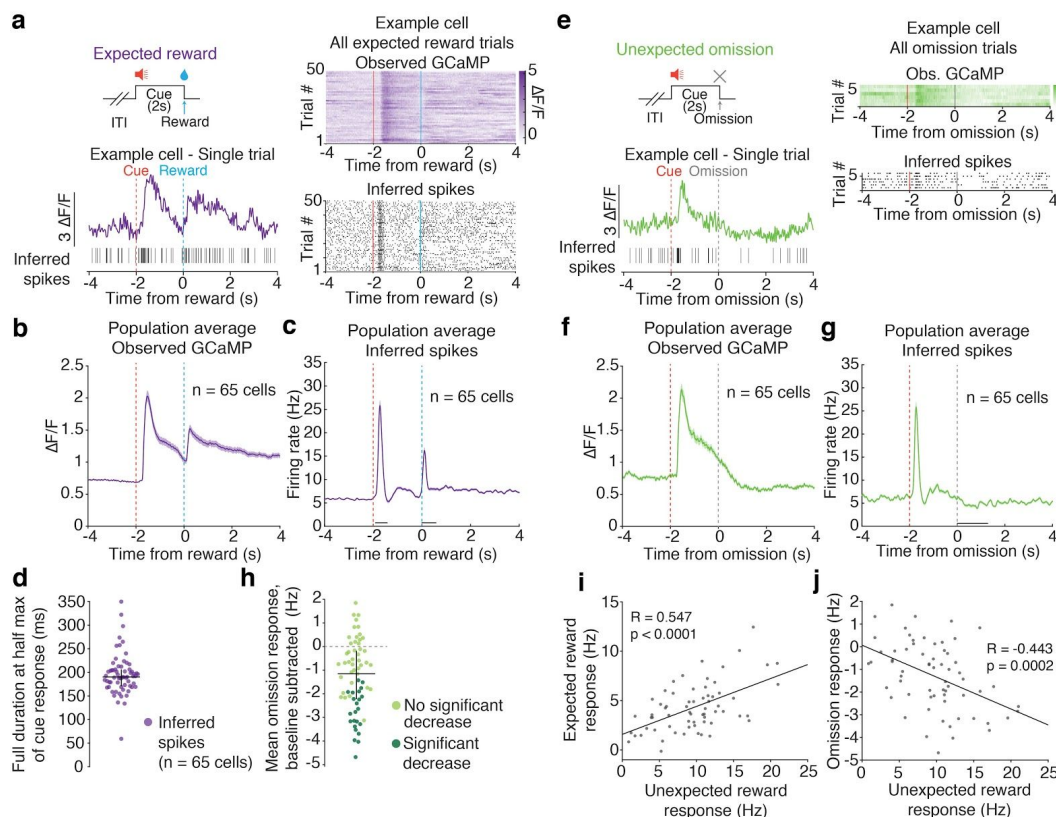 a
Expected reward
Cue
(2s)
ITI
Reward
Example cell
All expected reward trials
Observed GCaMP
50
1
Trial #
5
0
ΔF/F
-4 -2 0 2 4
Time from reward (s)
Example cell - Single trial
Cue Reward
3 ΔF/F
Inferred
spikes
-4 -2 0 2 4
Time from reward (s)
Inferred spikes
50
1
Trial #
-4 -2 0 2 4
Time from reward (s)
e
Unexpected omission
Cue
(2s)
ITI
Omission
Example cell
All omission trials
Obs. GCaMP
5
Trial #
-4 -2 0 2 4
Time from omission (s)
Example cell - Single trial
Cue Omission
3 ΔF/F
Inferred
spikes
-4 -2 0 2 4
Time from omission (s)
Inferred spikes
5
Trial #
-4 -2 0 2 4
Time from omission (s)
b
Population average
Observed GCaMP
n = 65 cells
2.5
2
1.5
1
0.5
0
ΔF/F
-4 -2 0 2 4
Time from reward (s)
c
Population average
Inferred spikes
n = 65 cells
35
30
25
20
15
10
5
0
Firing rate (Hz)
-4 -2 0 2 4
Time from reward (s)
f
Population average
Observed GCaMP
n = 65 cells
2.5
2
1.5
1
0.5
0
ΔF/F
-4 -2 0 2 4
Time from omission (s)
g
Population average
Inferred spikes
n = 65 cells
35
30
25
20
15
10
5
0
Firing rate (Hz)
-4 -2 0 2 4
Time from omission (s)
d
Full duration at half max
of cue response (ms)
350
300
250
200
150
100
50
0
Inferred
spikes
(n = 65 cells)
h
Mean omission response,
baseline subtracted (Hz)
2
1
0
-1
-2
-3
-4
-5
No significant
decrease
Significant
decrease
i
R = 0.547
p < 0.0001
Expected reward
response (Hz)
15
10
5
0
0 5 10 15 20 25
Unexpected reward
response (Hz)
j
R = -0.443
p = 0.0002
Omission response (Hz)
2
1
0
-1
-2
-3
-4
-5
0 5 10 15 20 25
Unexpected reward
response (Hz)